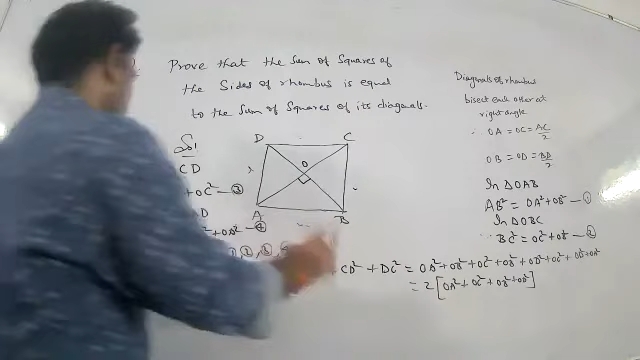 Prove that the Sum of Squares of
the Sides of rhombus is equal
to the Sum of Squares of its diagonals.
Sol
D C
O
A B
CD
OC² — ③
D
+ OA² — ④
Diagonals of rhombus
bisect each other at
right angle
∴ OA = OC = AC/2
OB = OD = BD/2
In △OAB
AB² = OA² + OB² — ①
In △OBC
BC² = OC² + OB² — ②
+ CD² + DC² = OA² + OB² + OC² + OB² + OD² + OC² + OD² + OA²
= 2[OA² + OC² + OB² + OD²]